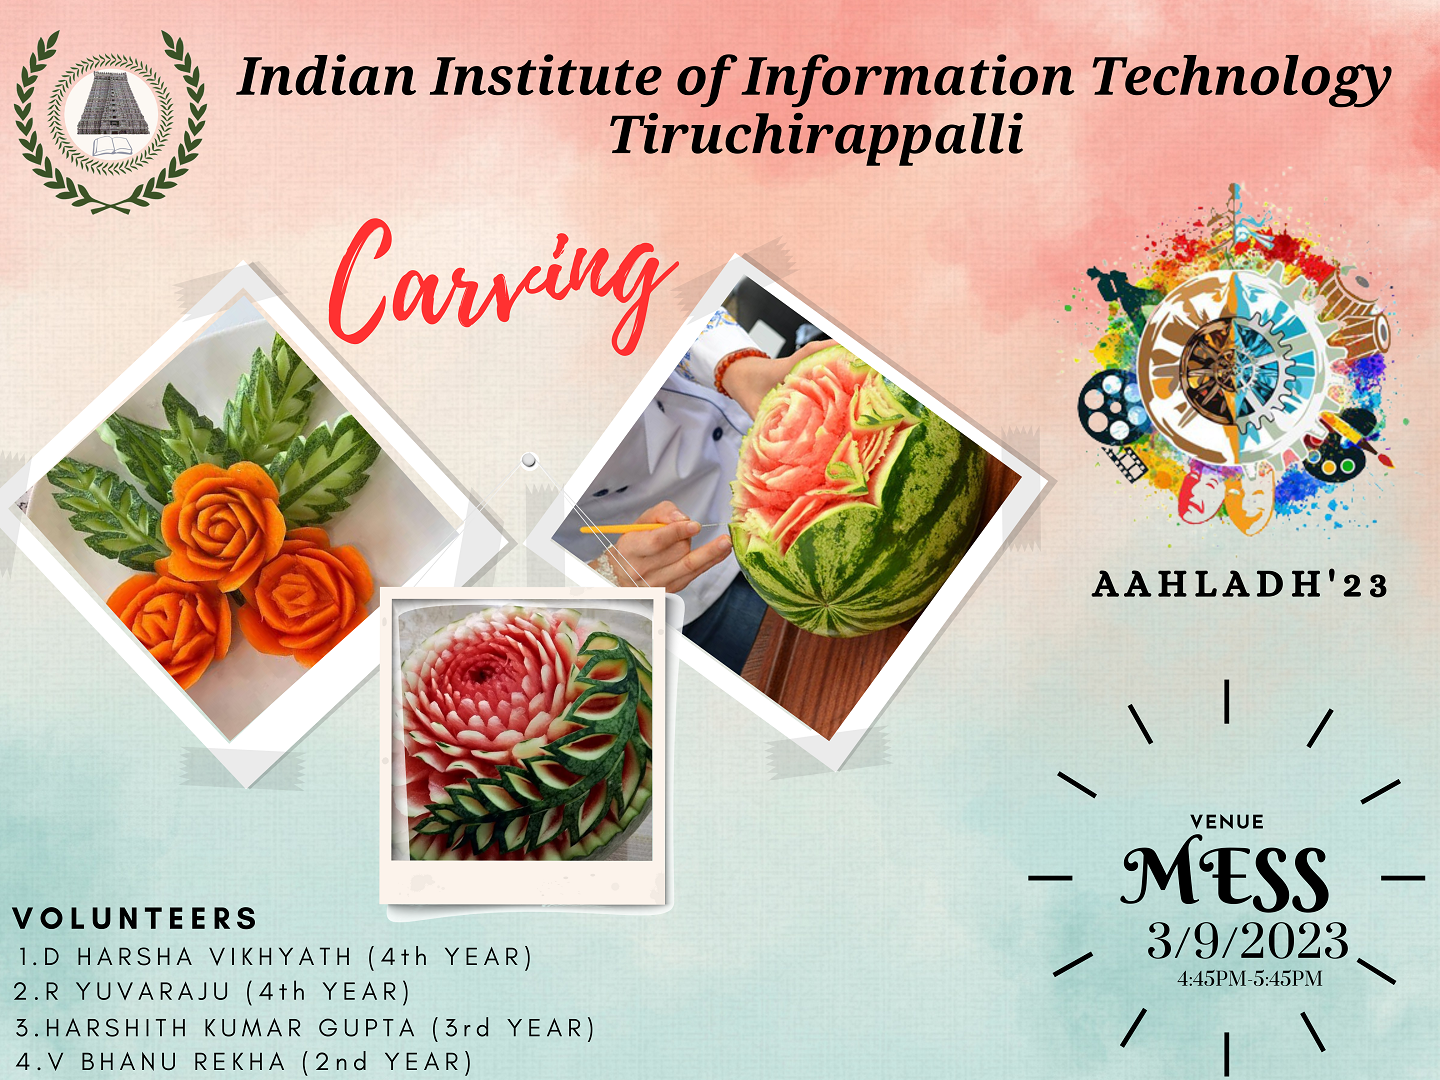 Indian Institute of Information Technology
Tiruchirappalli
Carving
AAHLADH'23
VENUE
MESS
3/9/2023
4:45PM-5:45PM
VOLUNTEERS
1.D HARSHA VIKHYATH (4th YEAR)
2.R YUVARAJU (4th YEAR)
3.HARSHITH KUMAR GUPTA (3rd YEAR)
4.V BHANU REKHA (2nd YEAR)